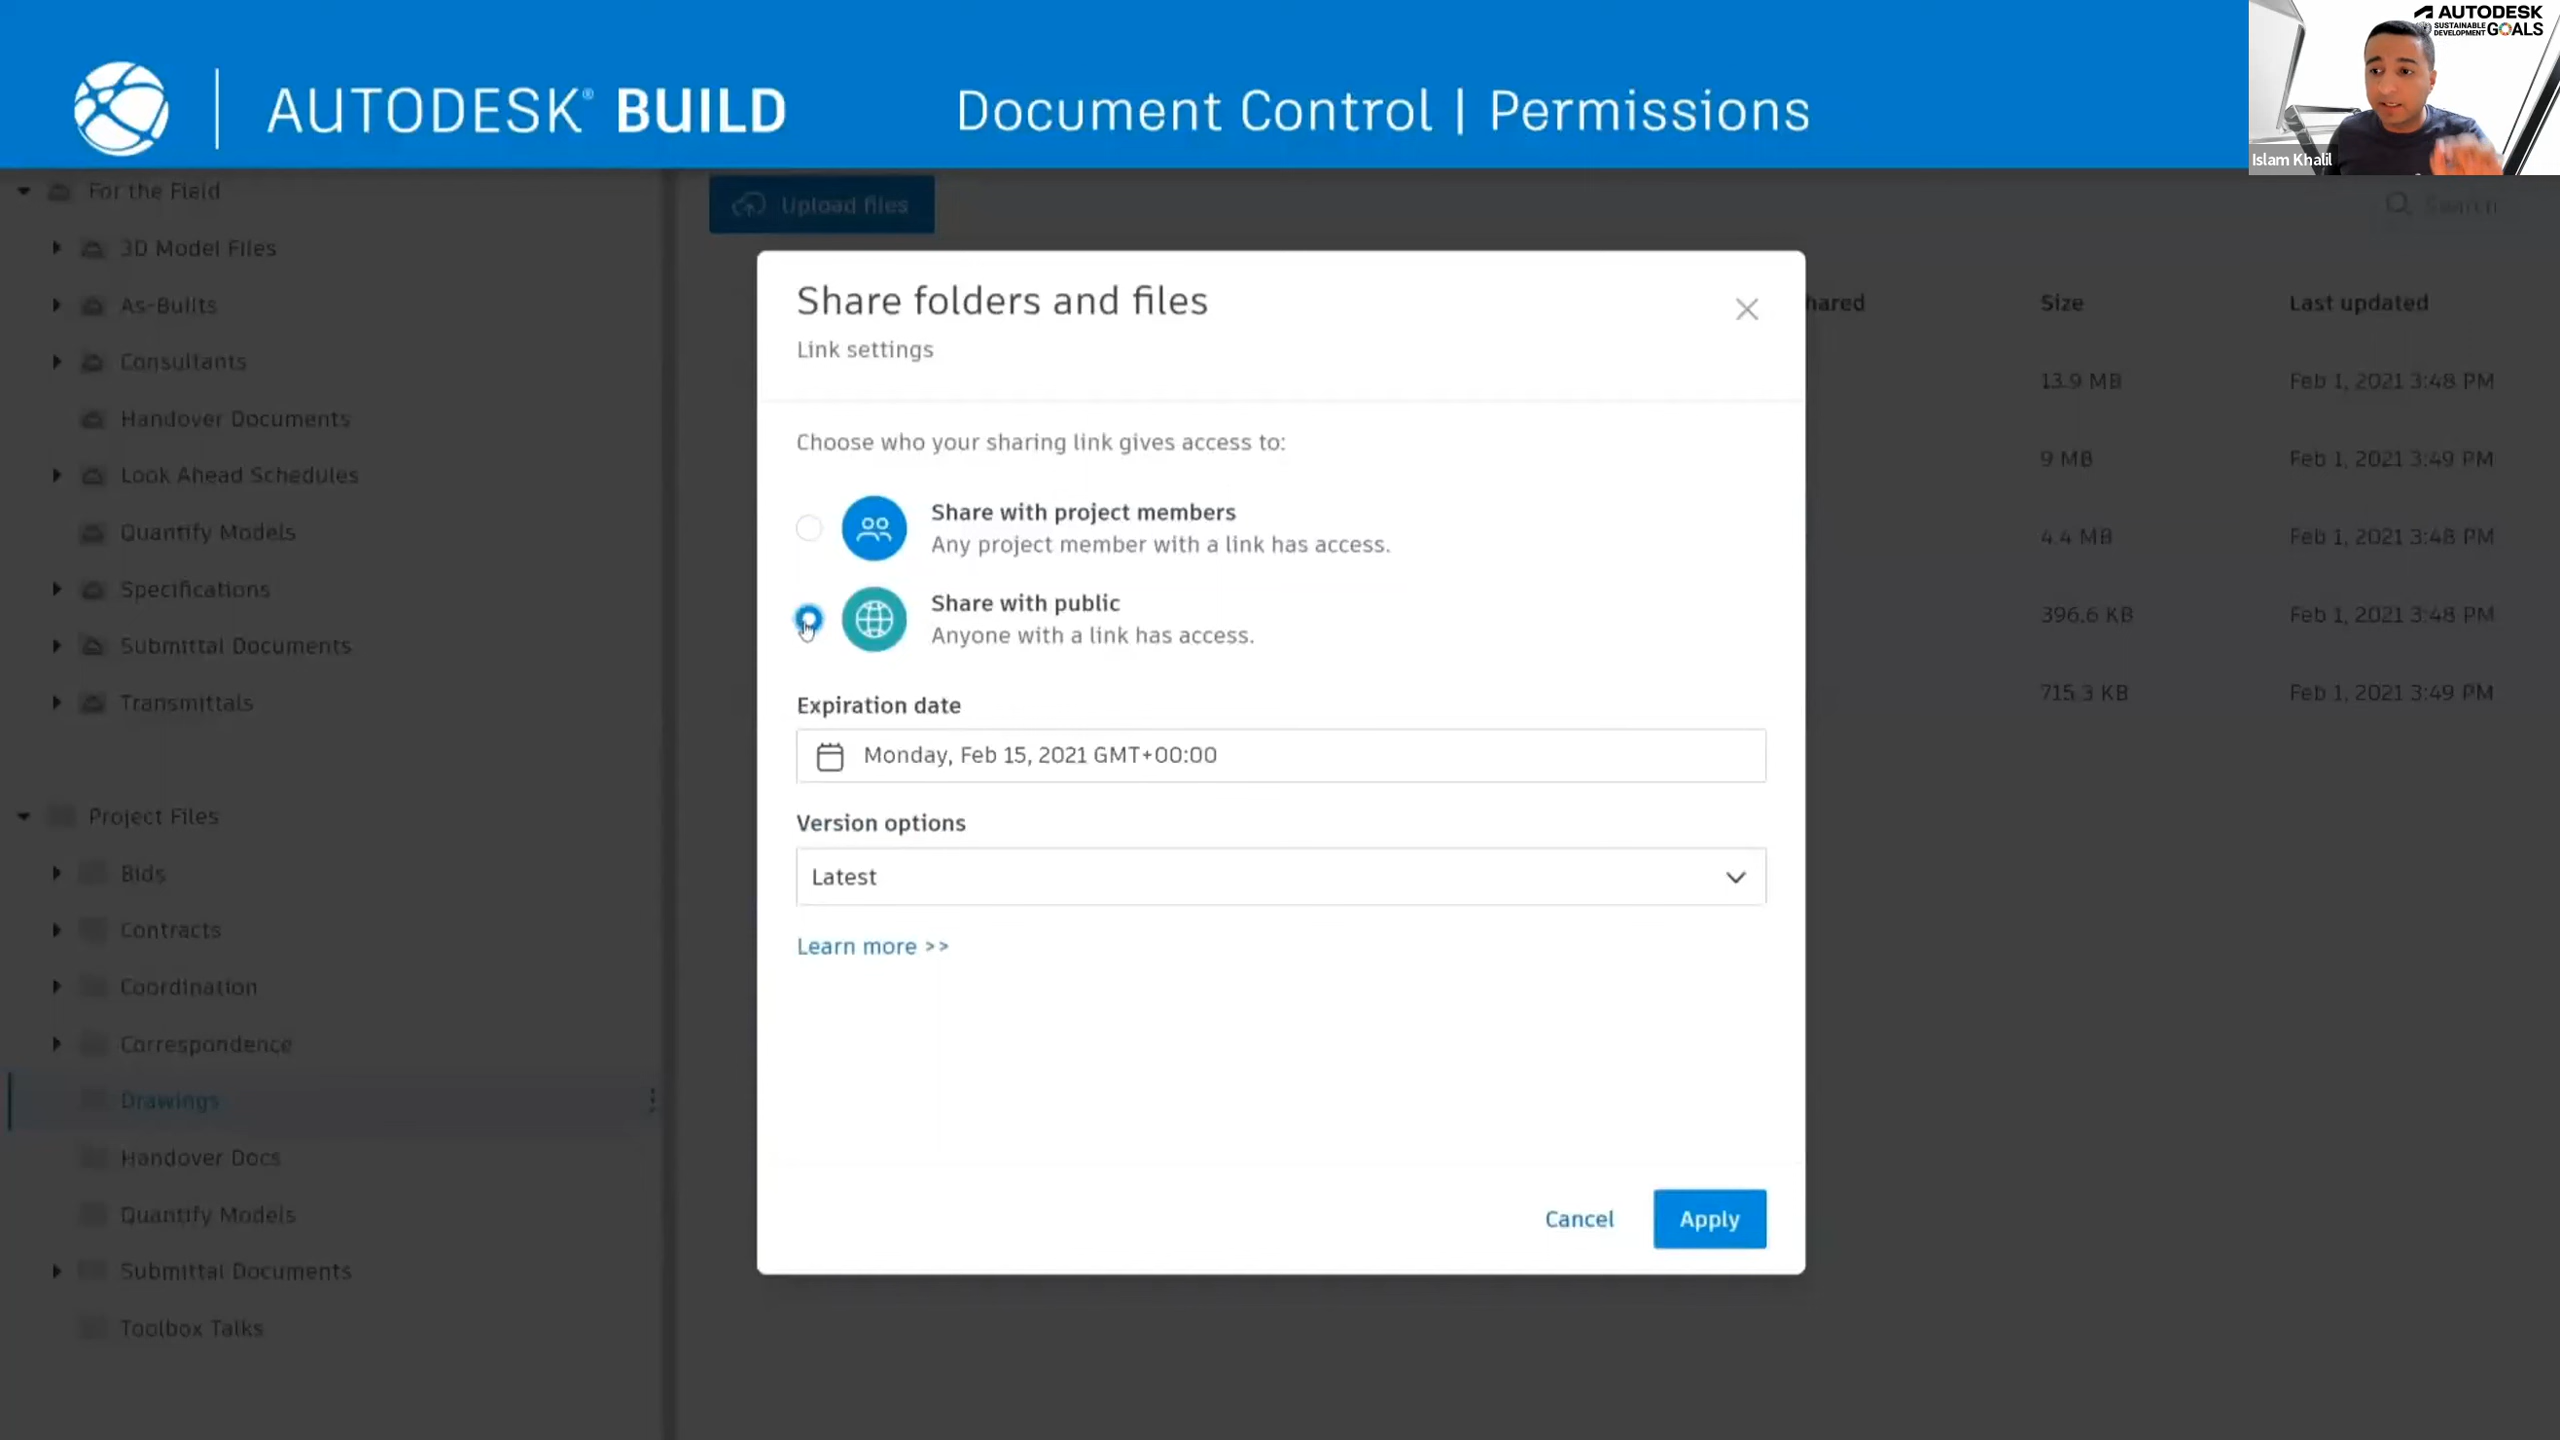 AUTODESK® BUILD
Document Control | Permissions
AUTODESK
SUSTAINABLE DEVELOPMENT GOALS
Islam Khalil
For the Field
3D Model Files
As-Builts
Consultants
Handover Documents
Look Ahead Schedules
Quantify Models
Specifications
Submittal Documents
Transmittals
Project Files
Bids
Contracts
Coordination
Correspondence
Drawings
Handover Docs
Quantify Models
Submittal Documents
Toolbox Talks
Upload files
Search
Share folders and files
Link settings
Choose who your sharing link gives access to:
Share with project members
Any project member with a link has access.
Share with public
Anyone with a link has access.
Expiration date
Monday, Feb 15, 2021 GMT+00:00
Version options
Latest
Learn more >>
Cancel
Apply
hared Size Last updated
13.9 MB Feb 1, 2021 3:48 PM
9 MB Feb 1, 2021 3:49 PM
4.4 MB Feb 1, 2021 3:48 PM
396.6 KB Feb 1, 2021 3:48 PM
715.3 KB Feb 1, 2021 3:49 PM